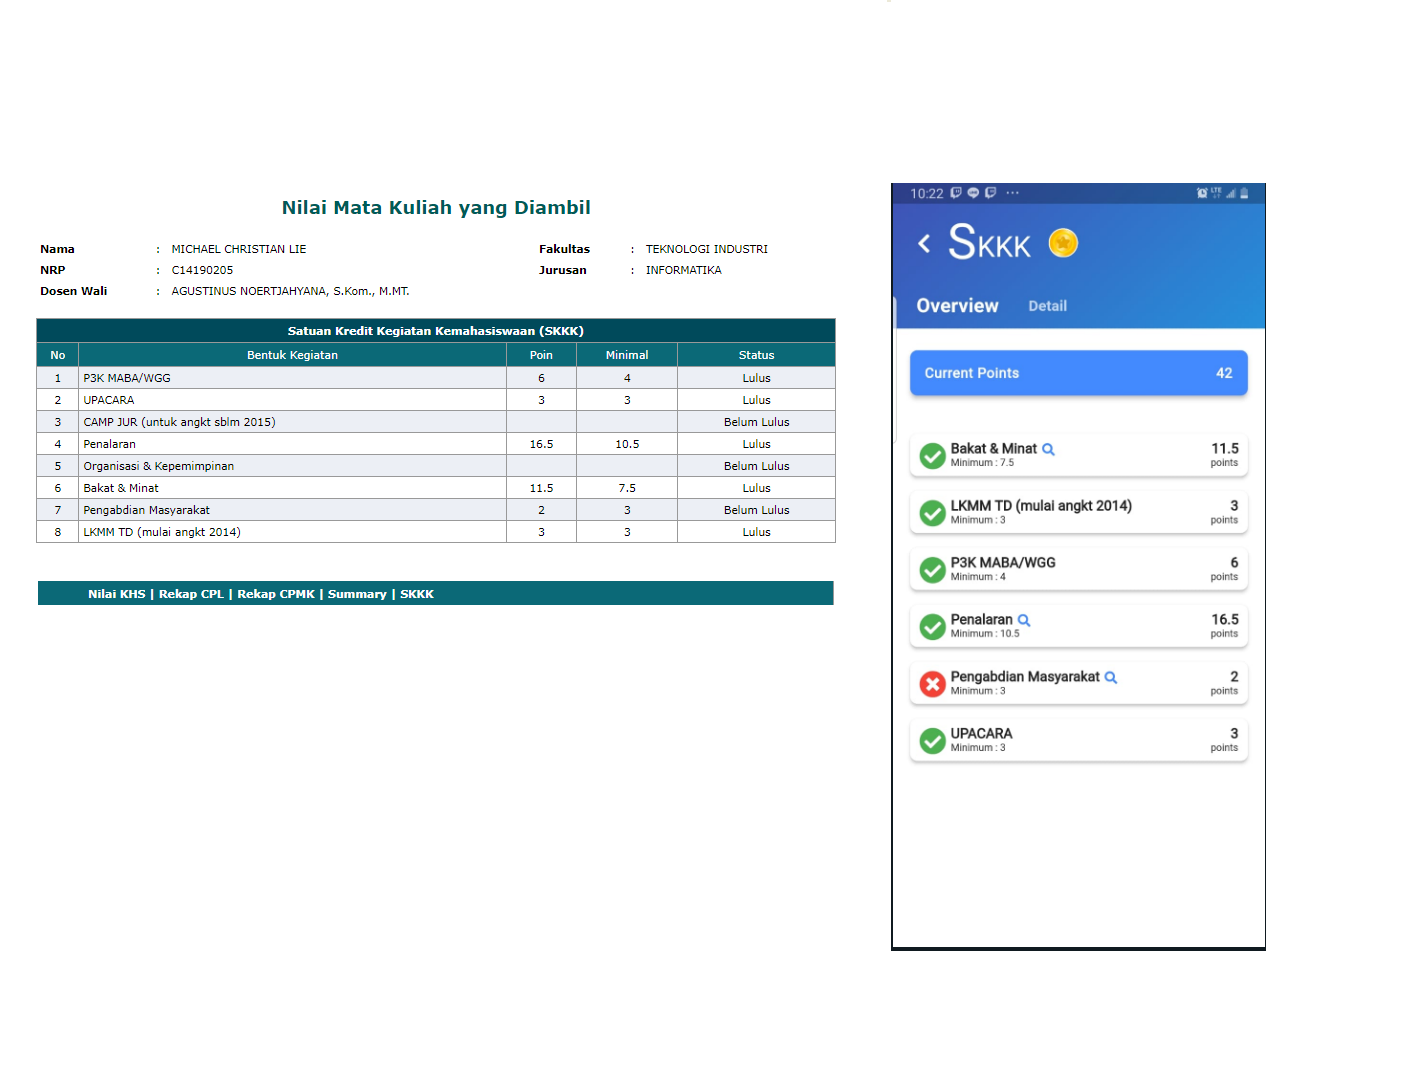 Nilai Mata Kuliah yang Diambil
Nama : MICHAEL CHRISTIAN LIE Fakultas : TEKNOLOGI INDUSTRI
NRP : C14190205 Jurusan : INFORMATIKA
Dosen Wali : AGUSTINUS NOERTJAHYANA, S.Kom., M.MT.
Satuan Kredit Kegiatan Kemahasiswaan (SKKK)
No Bentuk Kegiatan Poin Minimal Status
1 P3K MABA/WGG 6 4 Lulus
2 UPACARA 3 3 Lulus
3 CAMP JUR (untuk angkt sblm 2015) Belum Lulus
4 Penalaran 16.5 10.5 Lulus
5 Organisasi & Kepemimpinan Belum Lulus
6 Bakat & Minat 11.5 7.5 Lulus
7 Pengabdian Masyarakat 2 3 Belum Lulus
8 LKMM TD (mulai angkt 2014) 3 3 Lulus
Nilai KHS | Rekap CPL | Rekap CPMK | Summary | SKKK
10:22 LTE
SKKK
Overview Detail
Current Points 42
Bakat & Minat 11.5
Minimum : 7.5 points
LKMM TD (mulai angkt 2014) 3
Minimum : 3 points
P3K MABA/WGG 6
Minimum : 4 points
Penalaran 16.5
Minimum : 10.5 points
Pengabdian Masyarakat 2
Minimum : 3 points
UPACARA 3
Minimum : 3 points